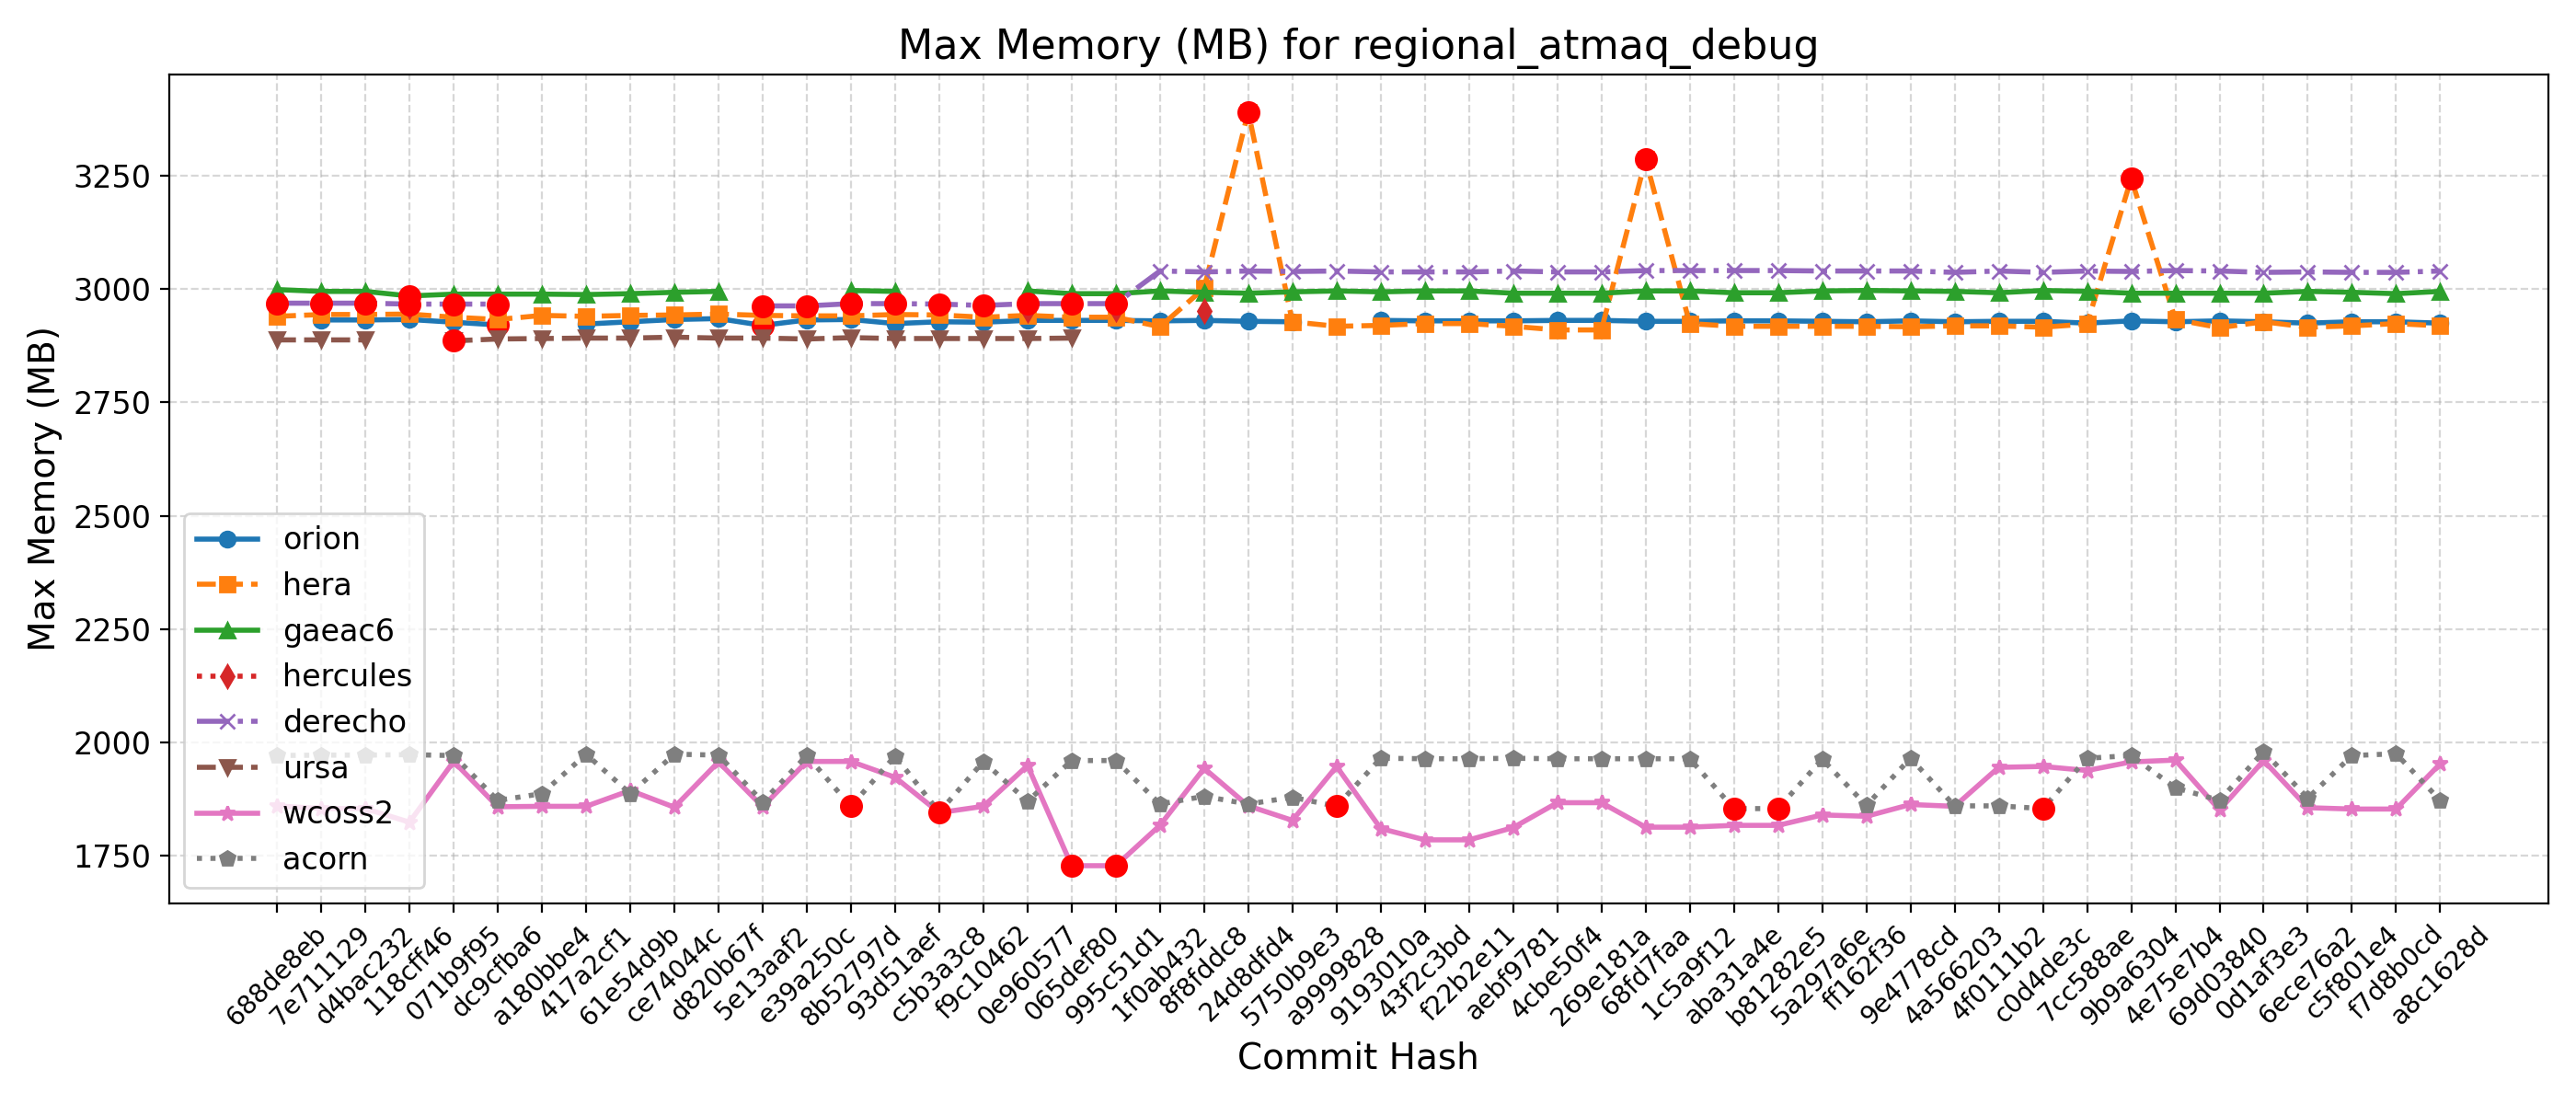 Max Memory (MB) for regional_atmaq_debug
Max Memory (MB)
3250
3000
2750
2500
2250
2000
1750
orion
hera
gaeac6
hercules
derecho
ursa
wcoss2
acorn
688de8eb
7e711129
d4bac232
118cff46
071b9f95
dc9cfba6
a180bbe4
417a2cf1
61e54d9b
ce74044c
d820b67f
5e13aaf2
e39a250c
8b52797d
93d51aef
c5b3a3c8
f9c10462
0e960577
065def80
995c51d1
1f0ab432
8f8fddc8
24d8dfd4
5750b9e3
a9999828
9193010a
43f2c3bd
f22b2e11
aebf9781
4cbe50f4
269e181a
68fd7faa
1c5a9f12
aba31a4e
b81282e5
5a297a6e
ff162f36
9e4778cd
4a566203
4f0111b2
c0d4de3c
7cc588ae
9b9a6304
4e75e7b4
69d03840
0d1af3e3
6ece76a2
c5f801e4
f7d8b0cd
a8c1628d
Commit Hash